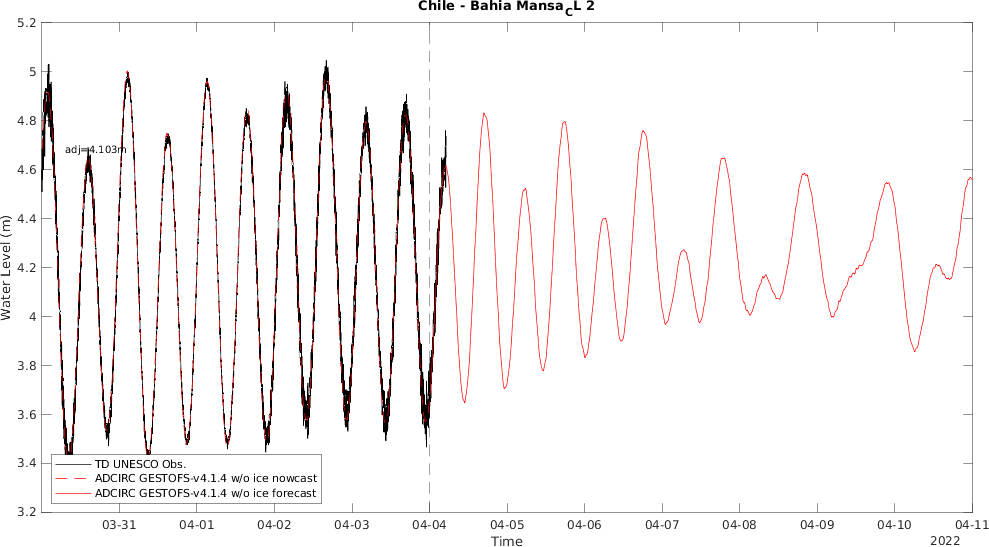 Chile - Bahia Mansa_CL 2
5.2
5
4.8
4.6
4.4
4.2
4
3.8
3.6
3.4
3.2
Water Level (m)
adj=4.103m
TD UNESCO Obs.
ADCIRC GESTOFS-v4.1.4 w/o ice nowcast
ADCIRC GESTOFS-v4.1.4 w/o ice forecast
03-31 04-01 04-02 04-03 04-04 04-05 04-06 04-07 04-08 04-09 04-10 04-11
Time
2022